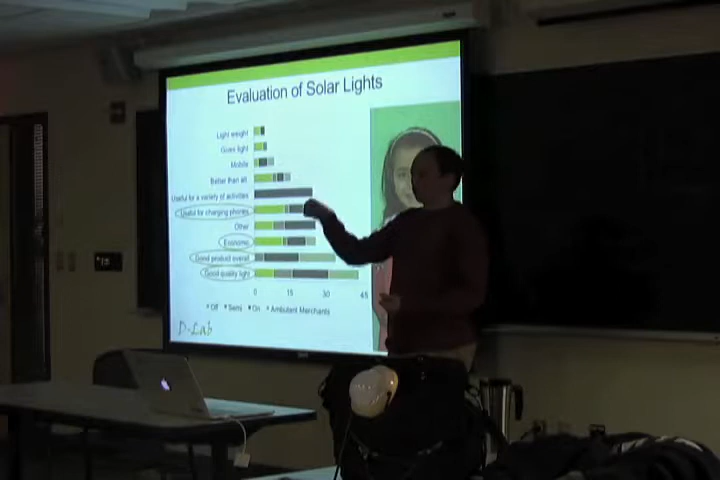 Evaluation of Solar Lights
Light weight
Gives light
Mobile
Better than alt.
Useful for a variety of activities
Useful for charging phones
Other
Economic
Good product overall
Good quality light
0 15 30 45
Off Semi On Ambulant Merchants
D-Lab